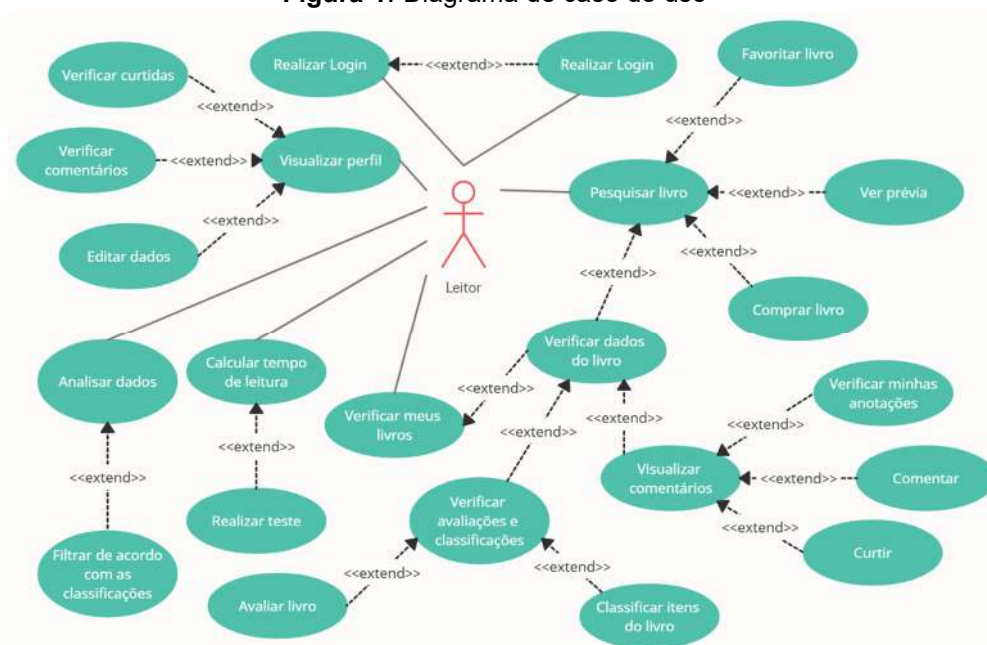 Figura 1. Diagrama de caso de uso
Realizar Login
<<extend>>
Realizar Login
Favoritar livro
Verificar curtidas
<<extend>>
<<extend>>
Verificar
comentários
<<extend>>
Visualizar perfil
Pesquisar livro
<<extend>>
Ver prévia
<<extend>>
Editar dados
Leitor
<<extend>>
<<extend>>
Comprar livro
Verificar dados
do livro
Analisar dados
Calcular tempo
de leitura
<<extend>>
Verificar minhas
anotações
Verificar meus
livros
<<extend>>
<<extend>>
<<extend>>
<<extend>>
<<extend>>
Visualizar
comentários
<<extend>>
Comentar
Realizar teste
Verificar
avaliações e
classificações
<<extend>>
Curtir
Filtrar de acordo
com as
classificações
<<extend>>
<<extend>>
Avaliar livro
Classificar itens
do livro